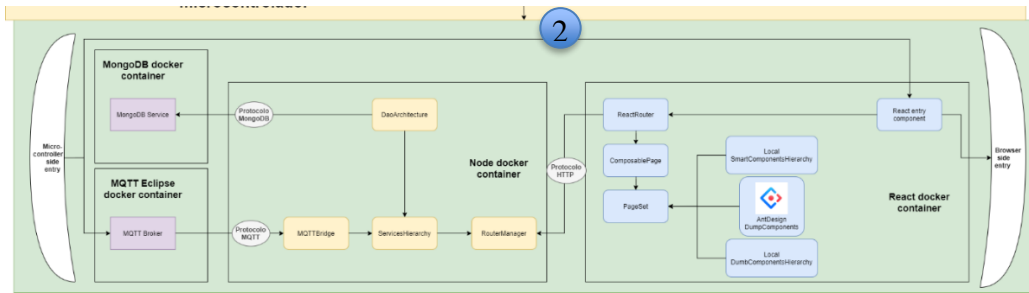 Microcontrolador
2
MongoDB docker
container
MongoDB Service
Protocolo
MongoDB
DaoArchitecture
ReactRouter
React entry
component
Micro-
controller
side
entry
Node docker
container
Protocolo
HTTP
ComposablePage
Local
SmartComponentsHierarchy
Browser
side
entry
MQTT Eclipse
docker container
PageSet
AntDesign
DumpComponents
React docker
container
MQTT Broker
Protocolo
MQTT
MQTTBridge
ServicesHierarchy
RouterManager
Local
DumbComponentsHierarchy